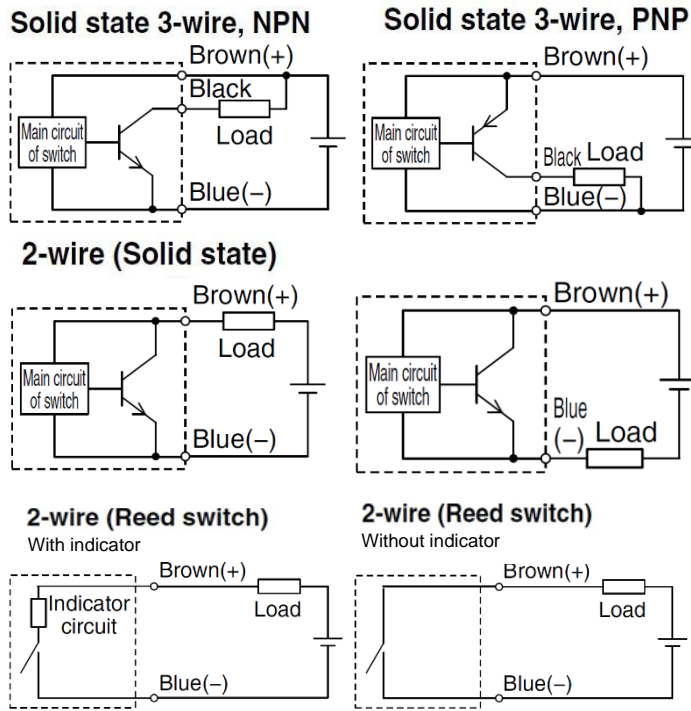 Solid state 3-wire, NPN
Brown(+)
Black
Main circuit
of switch
Load
Blue(−)
Solid state 3-wire, PNP
Brown(+)
Main circuit
of switch
Black
Load
Blue(−)
2-wire (Solid state)
Brown(+)
Load
Main circuit
of switch
Blue(−)
Brown(+)
Main circuit
of switch
Blue
(−)
Load
2-wire (Reed switch)
With indicator
Brown(+)
Indicator
circuit
Load
Blue(−)
2-wire (Reed switch)
Without indicator
Brown(+)
Load
Blue(−)